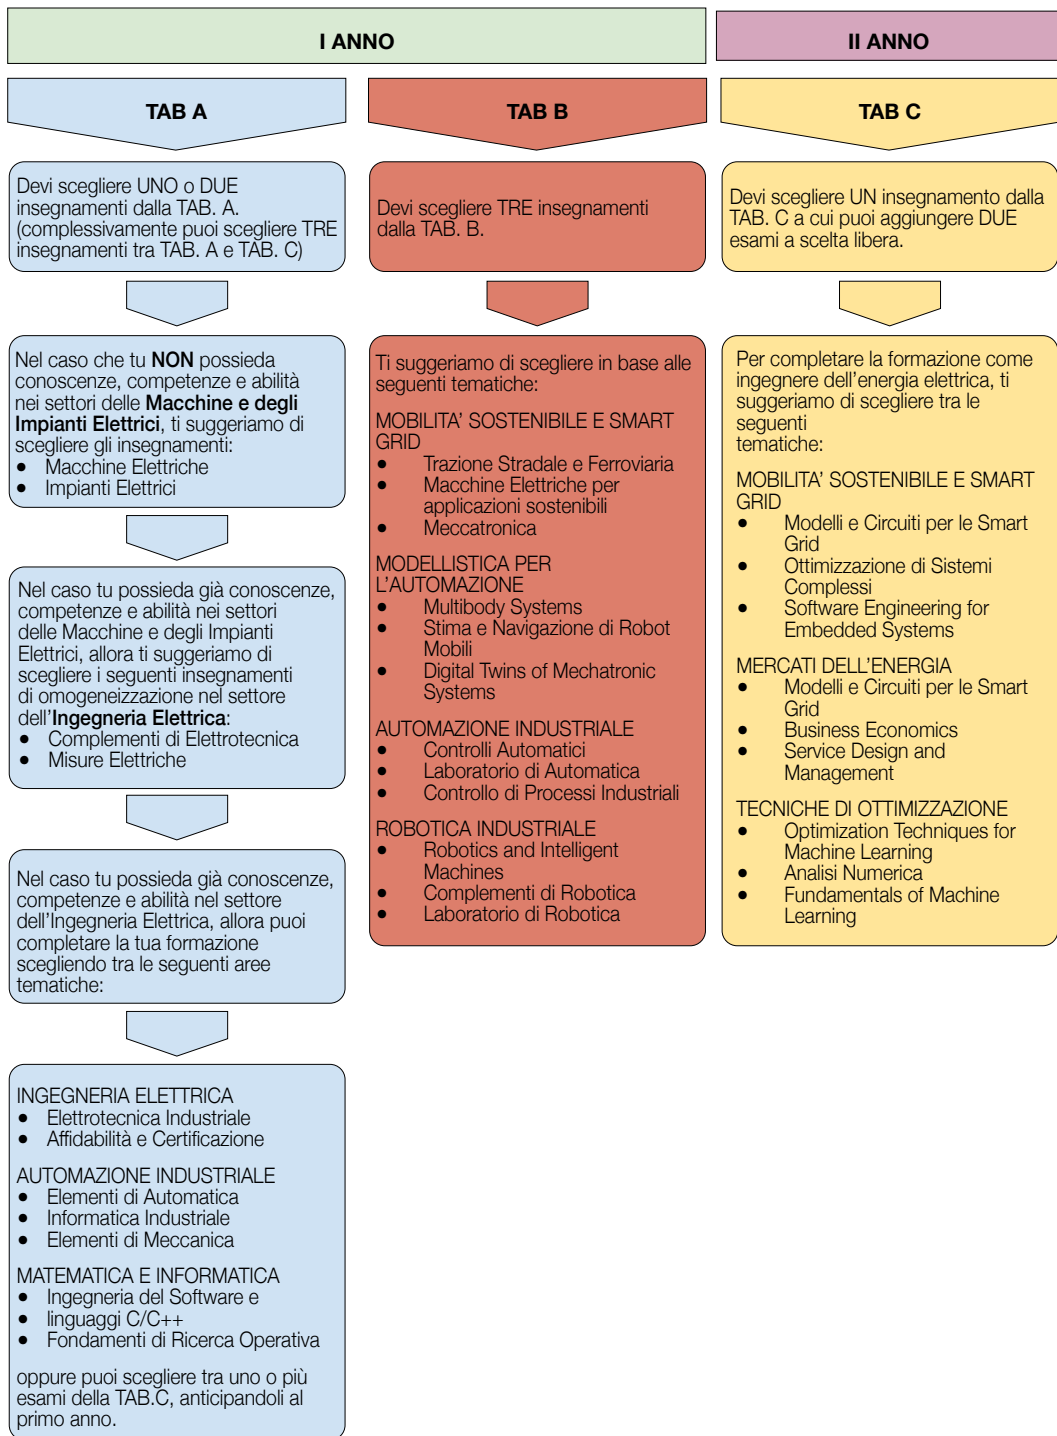 I ANNO
II ANNO
TAB A
TAB B
TAB C
Devi scegliere UNO o DUE
insegnamenti dalla TAB. A.
(complessivamente puoi scegliere TRE
insegnamenti tra TAB. A e TAB. C)
Nel caso che tu NON possieda
conoscenze, competenze e abilità
nei settori delle Macchine e degli
Impianti Elettrici, ti suggeriamo di
scegliere gli insegnamenti:
• Macchine Elettriche
• Impianti Elettrici
Nel caso tu possieda già conoscenze,
competenze e abilità nei settori
delle Macchine e degli Impianti
Elettrici, allora ti suggeriamo di
scegliere i seguenti insegnamenti
di omogeneizzazione nel settore
dell'Ingegneria Elettrica:
• Complementi di Elettrotecnica
• Misure Elettriche
Nel caso tu possieda già conoscenze,
competenze e abilità nel settore
dell'Ingegneria Elettrica, allora puoi
completare la tua formazione
scegliendo tra le seguenti aree
tematiche:
INGEGNERIA ELETTRICA
• Elettrotecnica Industriale
• Affidabilità e Certificazione
AUTOMAZIONE INDUSTRIALE
• Elementi di Automatica
• Informatica Industriale
• Elementi di Meccanica
MATEMATICA E INFORMATICA
• Ingegneria del Software e
• linguaggi C/C++
• Fondamenti di Ricerca Operativa
oppure puoi scegliere tra uno o più
esami della TAB.C, anticipandoli al
primo anno.
Devi scegliere TRE insegnamenti
dalla TAB. B.
Ti suggeriamo di scegliere in base alle
seguenti tematiche:
MOBILITA' SOSTENIBILE E SMART
GRID
• Trazione Stradale e Ferroviaria
• Macchine Elettriche per
applicazioni sostenibili
• Meccatronica
MODELLISTICA PER
L'AUTOMAZIONE
• Multibody Systems
• Stima e Navigazione di Robot
Mobili
• Digital Twins of Mechatronic
Systems
AUTOMAZIONE INDUSTRIALE
• Controlli Automatici
• Laboratorio di Automatica
• Controllo di Processi Industriali
ROBOTICA INDUSTRIALE
• Robotics and Intelligent
Machines
• Complementi di Robotica
• Laboratorio di Robotica
Devi scegliere UN insegnamento dalla
TAB. C a cui puoi aggiungere DUE
esami a scelta libera.
Per completare la formazione come
ingegnere dell'energia elettrica, ti
suggeriamo di scegliere tra le
seguenti
tematiche:
MOBILITA' SOSTENIBILE E SMART
GRID
• Modelli e Circuiti per le Smart
Grid
• Ottimizzazione di Sistemi
Complessi
• Software Engineering for
Embedded Systems
MERCATI DELL'ENERGIA
• Modelli e Circuiti per le Smart
Grid
• Business Economics
• Service Design and
Management
TECNICHE DI OTTIMIZZAZIONE
• Optimization Techniques for
Machine Learning
• Analisi Numerica
• Fundamentals of Machine
Learning